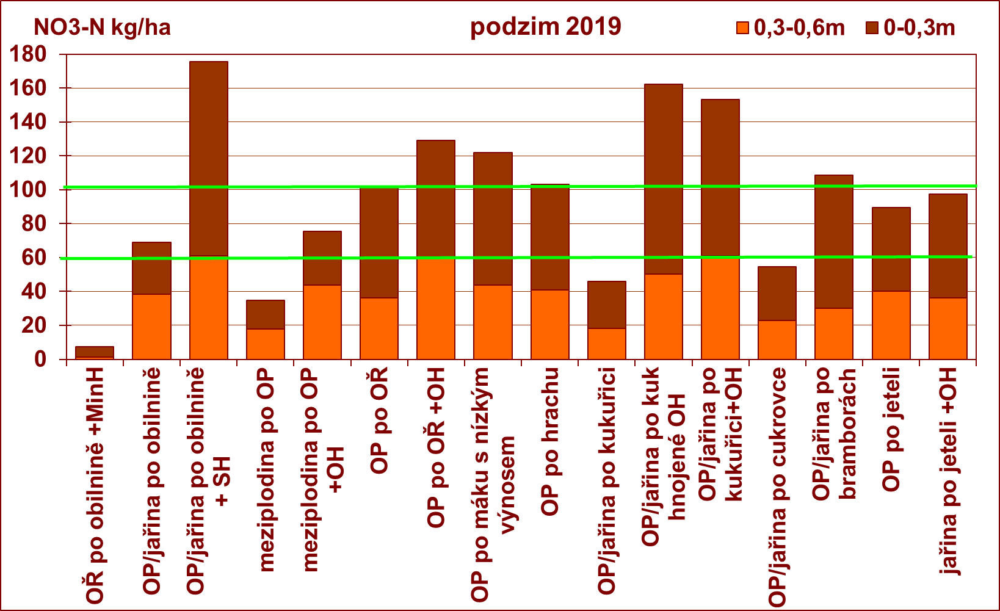 NO3-N kg/ha
podzim 2019
0,3-0,6m
0-0,3m
180
160
140
120
100
80
60
40
20
0
OŘR po obilnině +MinH
OP/jařina po obilnině
OP/jařina po obilnině
+ SH
meziplodina po OP
meziplodina po OP
+OH
OP po OŘR
OP po OŘR +OH
OP po máku s nízkým
výnosem
OP po hrachu
OP/jařina po kukuřici
OP/jařina po kuk
hnojené OH
OP/jařina po
kukuřici+OH
OP/jařina po cukrovce
OP/jařina po
bramborách
OP po jeteli
jařina po jeteli +OH